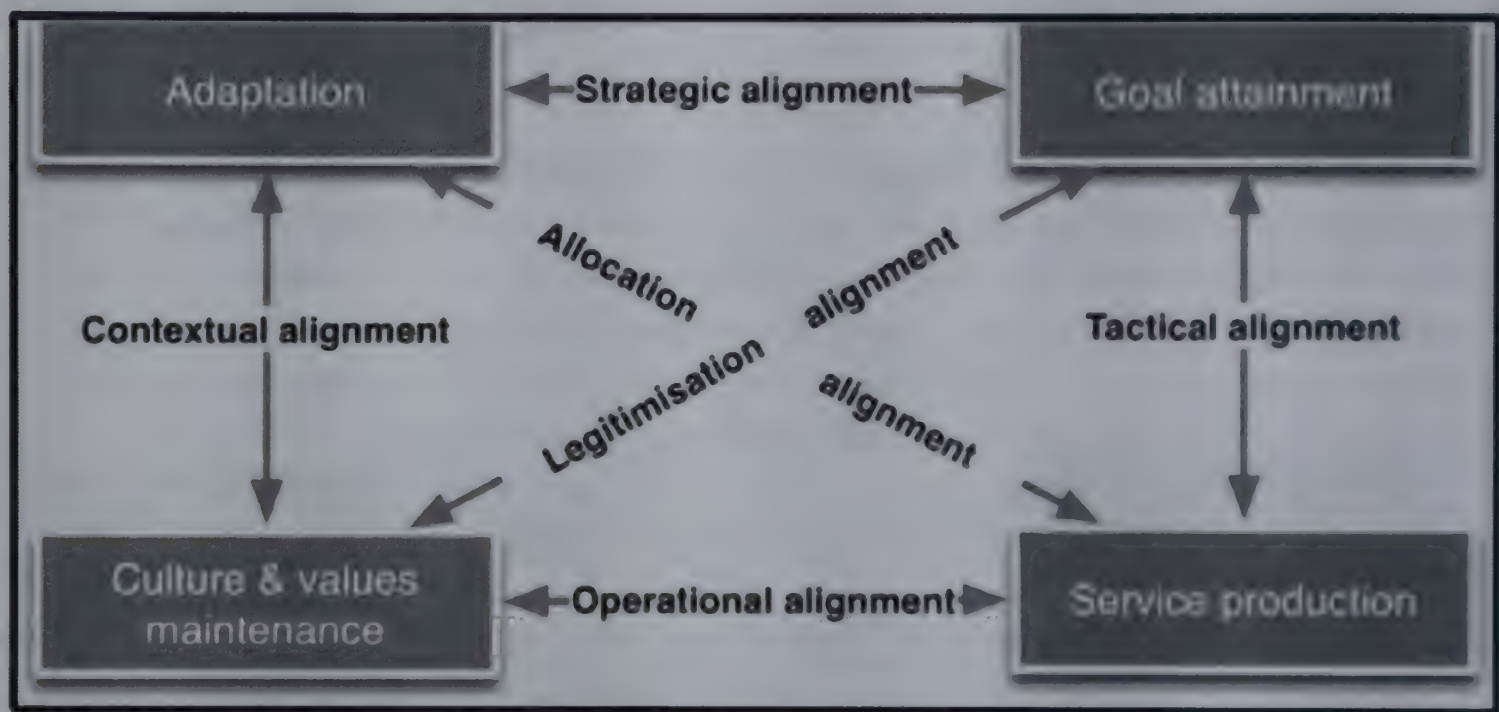 Adaptation
Strategic alignment
Goal attainment
Allocation
alignment
Contextual alignment
Tactical alignment
Legitimisation
alignment
Culture & values
maintenance
Operational alignment
Service production